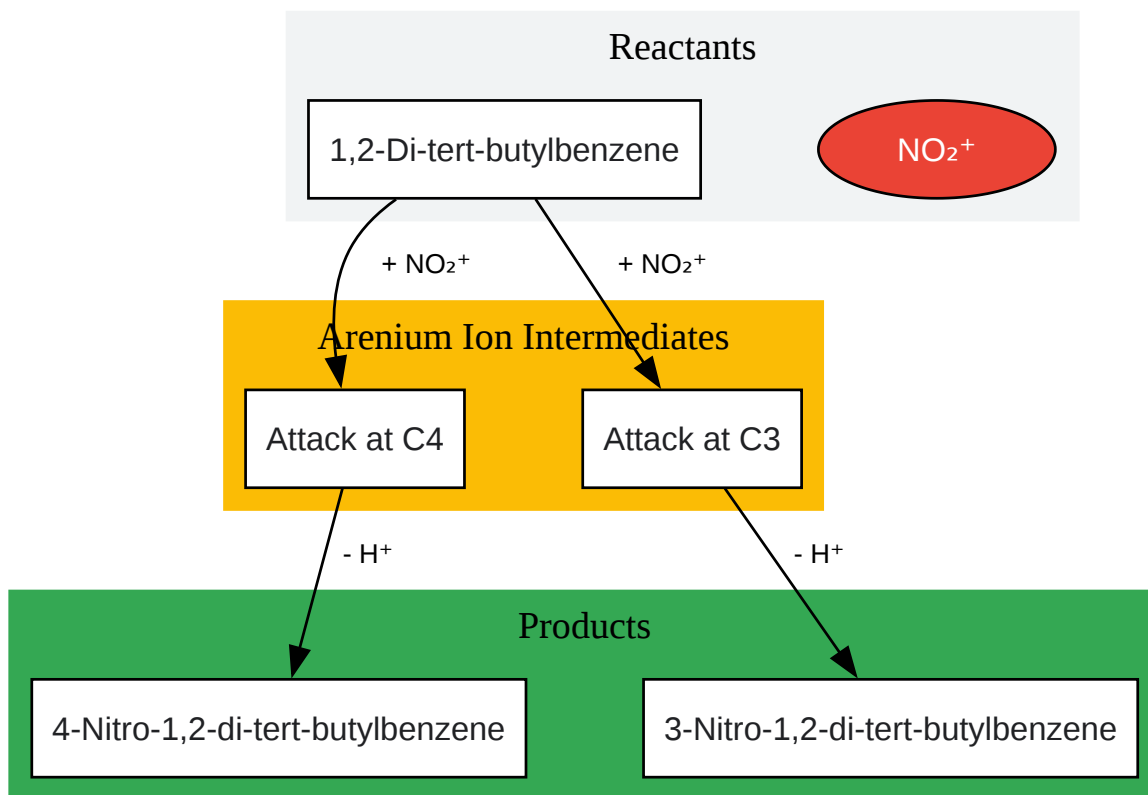 Reactants
1,2-Di-tert-butylbenzene
NO₂⁺
+ NO₂⁺
+ NO₂⁺
Arenium Ion Intermediates
Attack at C4
Attack at C3
- H⁺
- H⁺
Products
4-Nitro-1,2-di-tert-butylbenzene
3-Nitro-1,2-di-tert-butylbenzene